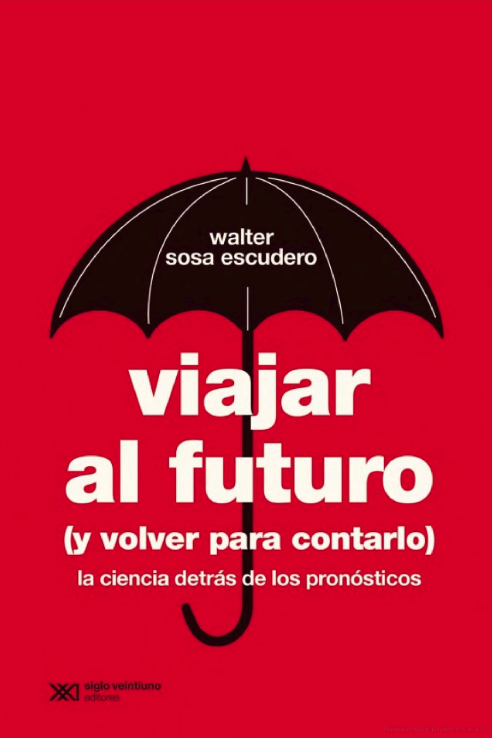 walter
sosa escudero
viajar
al futuro
(y volver para contarlo)
la ciencia detrás de los pronósticos
siglo veintiuno
editores